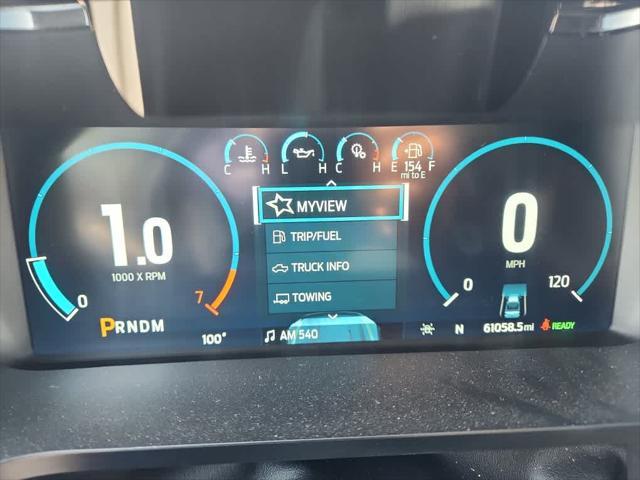 C H L H C H E F
154
mi to E
MYVIEW
TRIP/FUEL
TRUCK INFO
TOWING
1.0
1000 X RPM
0 7
PRNDM
100°
AM 540
0
MPH
0 120
N 61058.5mi READY